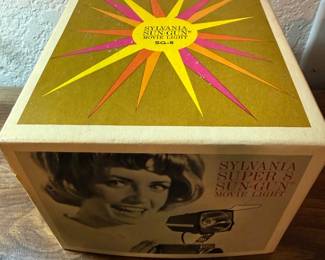 SYLVANIA
SUN-GUN®
MOVIE LIGHT
SG-8
SYLVANIA
SUPER 8
SUN-GUN
MOVIE LIGHT